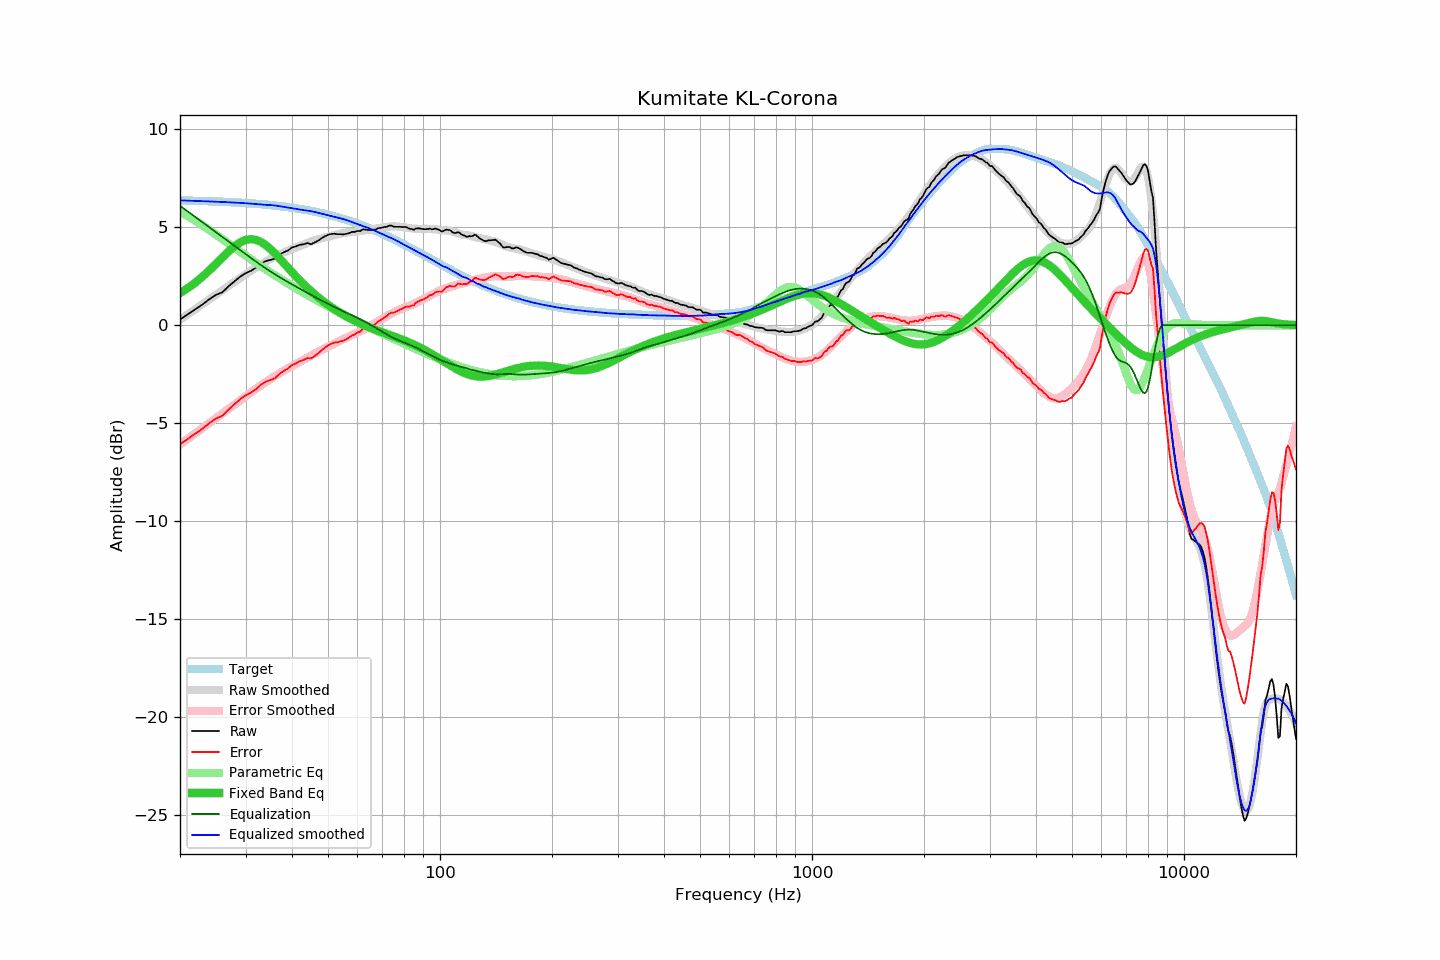 Kumitate KL-Corona
10
5
0
−5
−10
−15
−20
−25
Amplitude (dBr)
Target
Raw Smoothed
Error Smoothed
Raw
Error
Parametric Eq
Fixed Band Eq
Equalization
Equalized smoothed
100
1000
10000
Frequency (Hz)